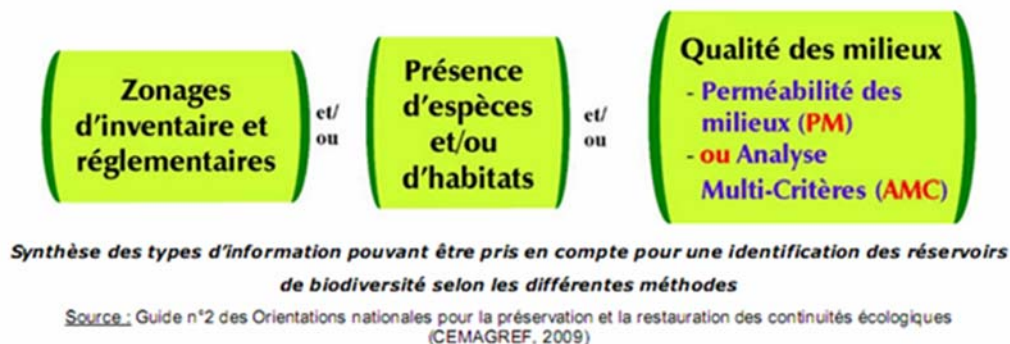 Zonages
d'inventaire et
réglementaires
et/
ou
Présence
d'espèces
et/ou
d'habitats
et/
ou
Qualité des milieux
- Perméabilité des
milieux (PM)
- ou Analyse
Multi-Critères (AMC)
Synthèse des types d'information pouvant être pris en compte pour une identification des réservoirs
de biodiversité selon les différentes méthodes
Source : Guide n°2 des Orientations nationales pour la préservation et la restauration des continuités écologiques
(CEMAGREF, 2009)